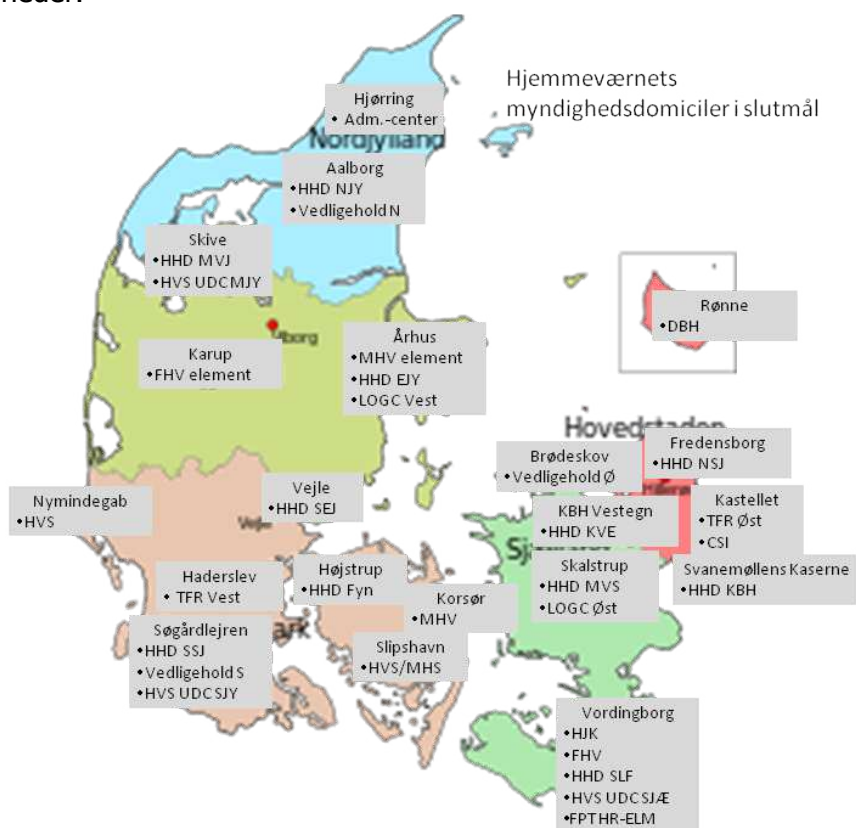 Hjemmeværnets
myndighedsdomiciler i slutmål
Hjørring
• Adm.-center
Nordjylland
Aalborg
• HHD NJY
• Vedligehold N
Skive
• HHD MVJ
• HVS UDC MJY
Rønne
• DBH
Karup
• FHV element
Århus
• MHV element
• HHD EJY
• LOGC Vest
Hovedstaden
Brødeskov
• Vedligehold Ø
Fredensborg
• HHD NSJ
Nymindegab
• HVS
Vejle
• HHD SEJ
Vejle
KBH Vestegn
• HHD KVE
Kastellet
• TFR Øst
• CSI
Haderslev
• TFR Vest
Højstrup
• HHD Fyn
Korsør
• MHV
Skalstrup
• HHD MVS
• LOGC Øst
Svanemøllens Kaserne
• HHD KBH
Søgårdlejren
• HHD SSJ
• Vedligehold S
• HVS UDC SJY
Slipshavn
• HVS/MHS
Vordingborg
• HJK
• FHV
• HHD SLF
• HVS UDC SJÆ
• FPTHR-ELM